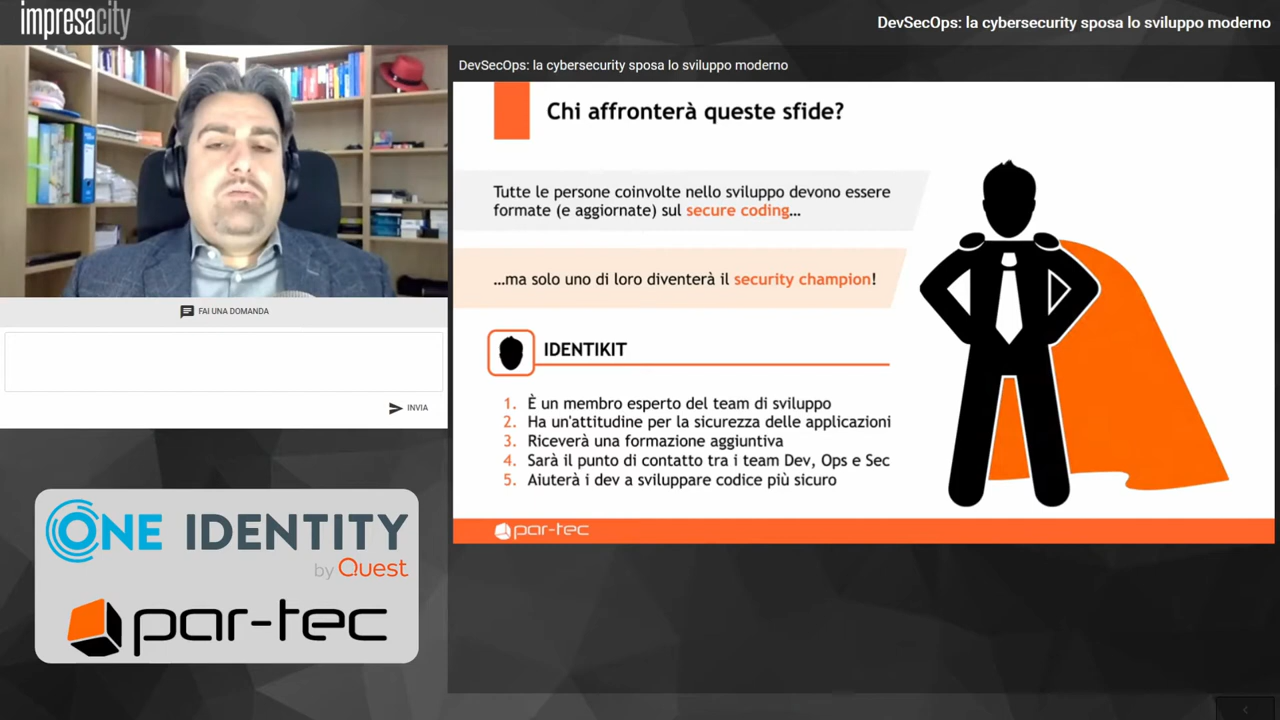 impresacity
DevSecOps: la cybersecurity sposa lo sviluppo moderno
DevSecOps: la cybersecurity sposa lo sviluppo moderno
Chi affronterà queste sfide?
Tutte le persone coinvolte nello sviluppo devono essere
formate (e aggiornate) sul secure coding...
...ma solo uno di loro diventerà il security champion!
IDENTIKIT
1. È un membro esperto del team di sviluppo
2. Ha un'attitudine per la sicurezza delle applicazioni
3. Riceverà una formazione aggiuntiva
4. Sarà il punto di contatto tra i team Dev, Ops e Sec
5. Aiuterà i dev a sviluppare codice più sicuro
par-tec
FAI UNA DOMANDA
INVIA
ONE IDENTITY
by Quest
par-tec